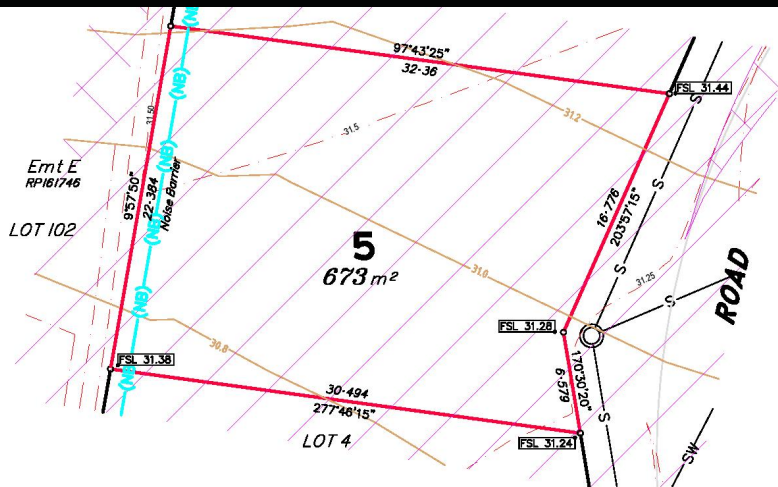 (NB)
97°43'25"
32·36
FSL 31.44
S
31.50
(NB)
31.2
31.5
(NB)
Emt E
RP161746
9°57'50"
22·384
Noise Barrier
S
16·776
203°57'15"
LOT 102
(NB)
5
673 m²
31.0
S
31.25
ROAD
(NB)
S
FSL 31.28
30.8
FSL 31.38
170°30'20"
6·579
(NB)
30·494
277°46'15"
S
LOT 4
FSL 31.24
SW